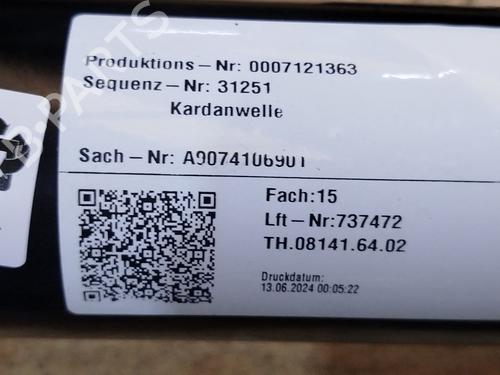 Produktions – Nr: 0007121363
Sequenz – Nr: 31251
Kardanwelle
Sach – Nr: A9074106901
Fach:15
Lft – Nr:737472
TH.08141.64.02
Druckdatum:
13.06.2024 00:05:22
B-PARTS